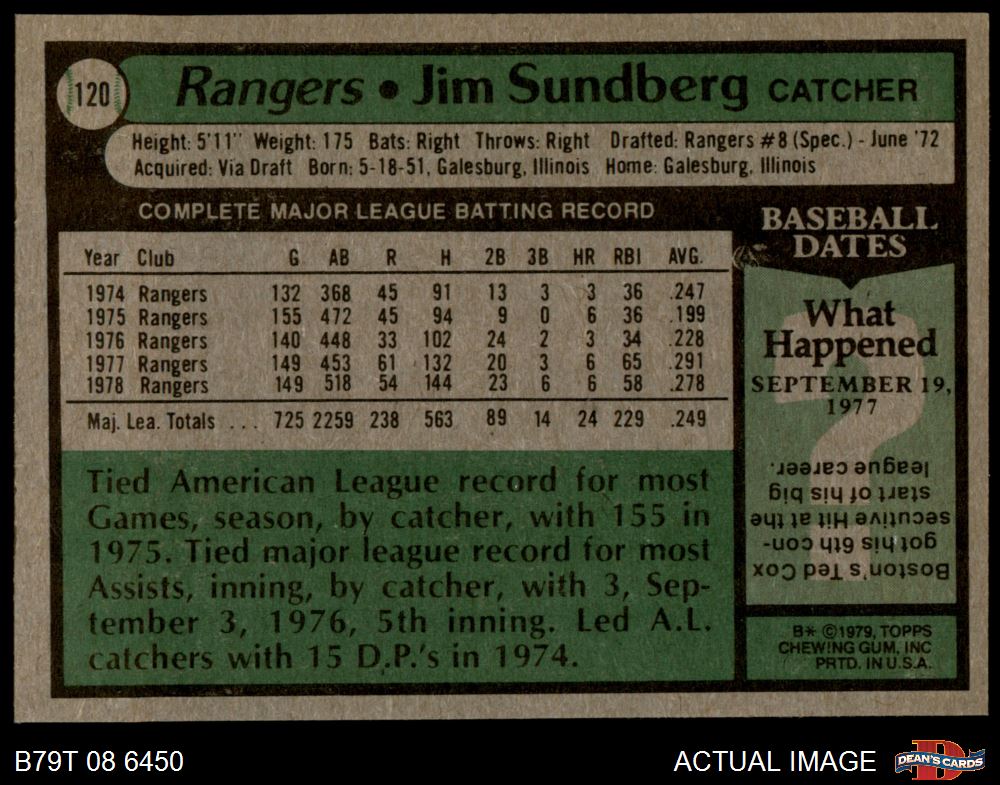 120
Rangers • Jim Sundberg CATCHER
Height: 5'11" Weight: 175 Bats: Right Throws: Right Drafted: Rangers #8 (Spec.) - June '72
Acquired: Via Draft Born: 5-18-51, Galesburg, Illinois Home: Galesburg, Illinois
COMPLETE MAJOR LEAGUE BATTING RECORD
Year Club G AB R H 2B 3B HR RBI AVG.
1974 Rangers 132 368 45 91 13 3 3 36 .247
1975 Rangers 155 472 45 94 9 0 6 36 .199
1976 Rangers 140 448 33 102 24 2 3 34 .228
1977 Rangers 149 453 61 132 20 3 6 65 .291
1978 Rangers 149 518 54 144 23 6 6 58 .278
Maj. Lea. Totals ... 725 2259 238 563 89 14 24 229 .249
Tied American League record for most
Games, season, by catcher, with 155 in
1975. Tied major league record for most
Assists, inning, by catcher, with 3, Sep-
tember 3, 1976, 5th inning. Led A.L.
catchers with 15 D.P.'s in 1974.
BASEBALL
DATES
What
Happened
SEPTEMBER 19,
1977
?
Boston's Ted Cox
got his 6th con-
secutive Hit at the
start of his big
league career.
B* ©1979, TOPPS
CHEWING GUM, INC
PRTD. IN U.S.A.
B79T 08 6450
ACTUAL IMAGE
DEAN'S CARDS